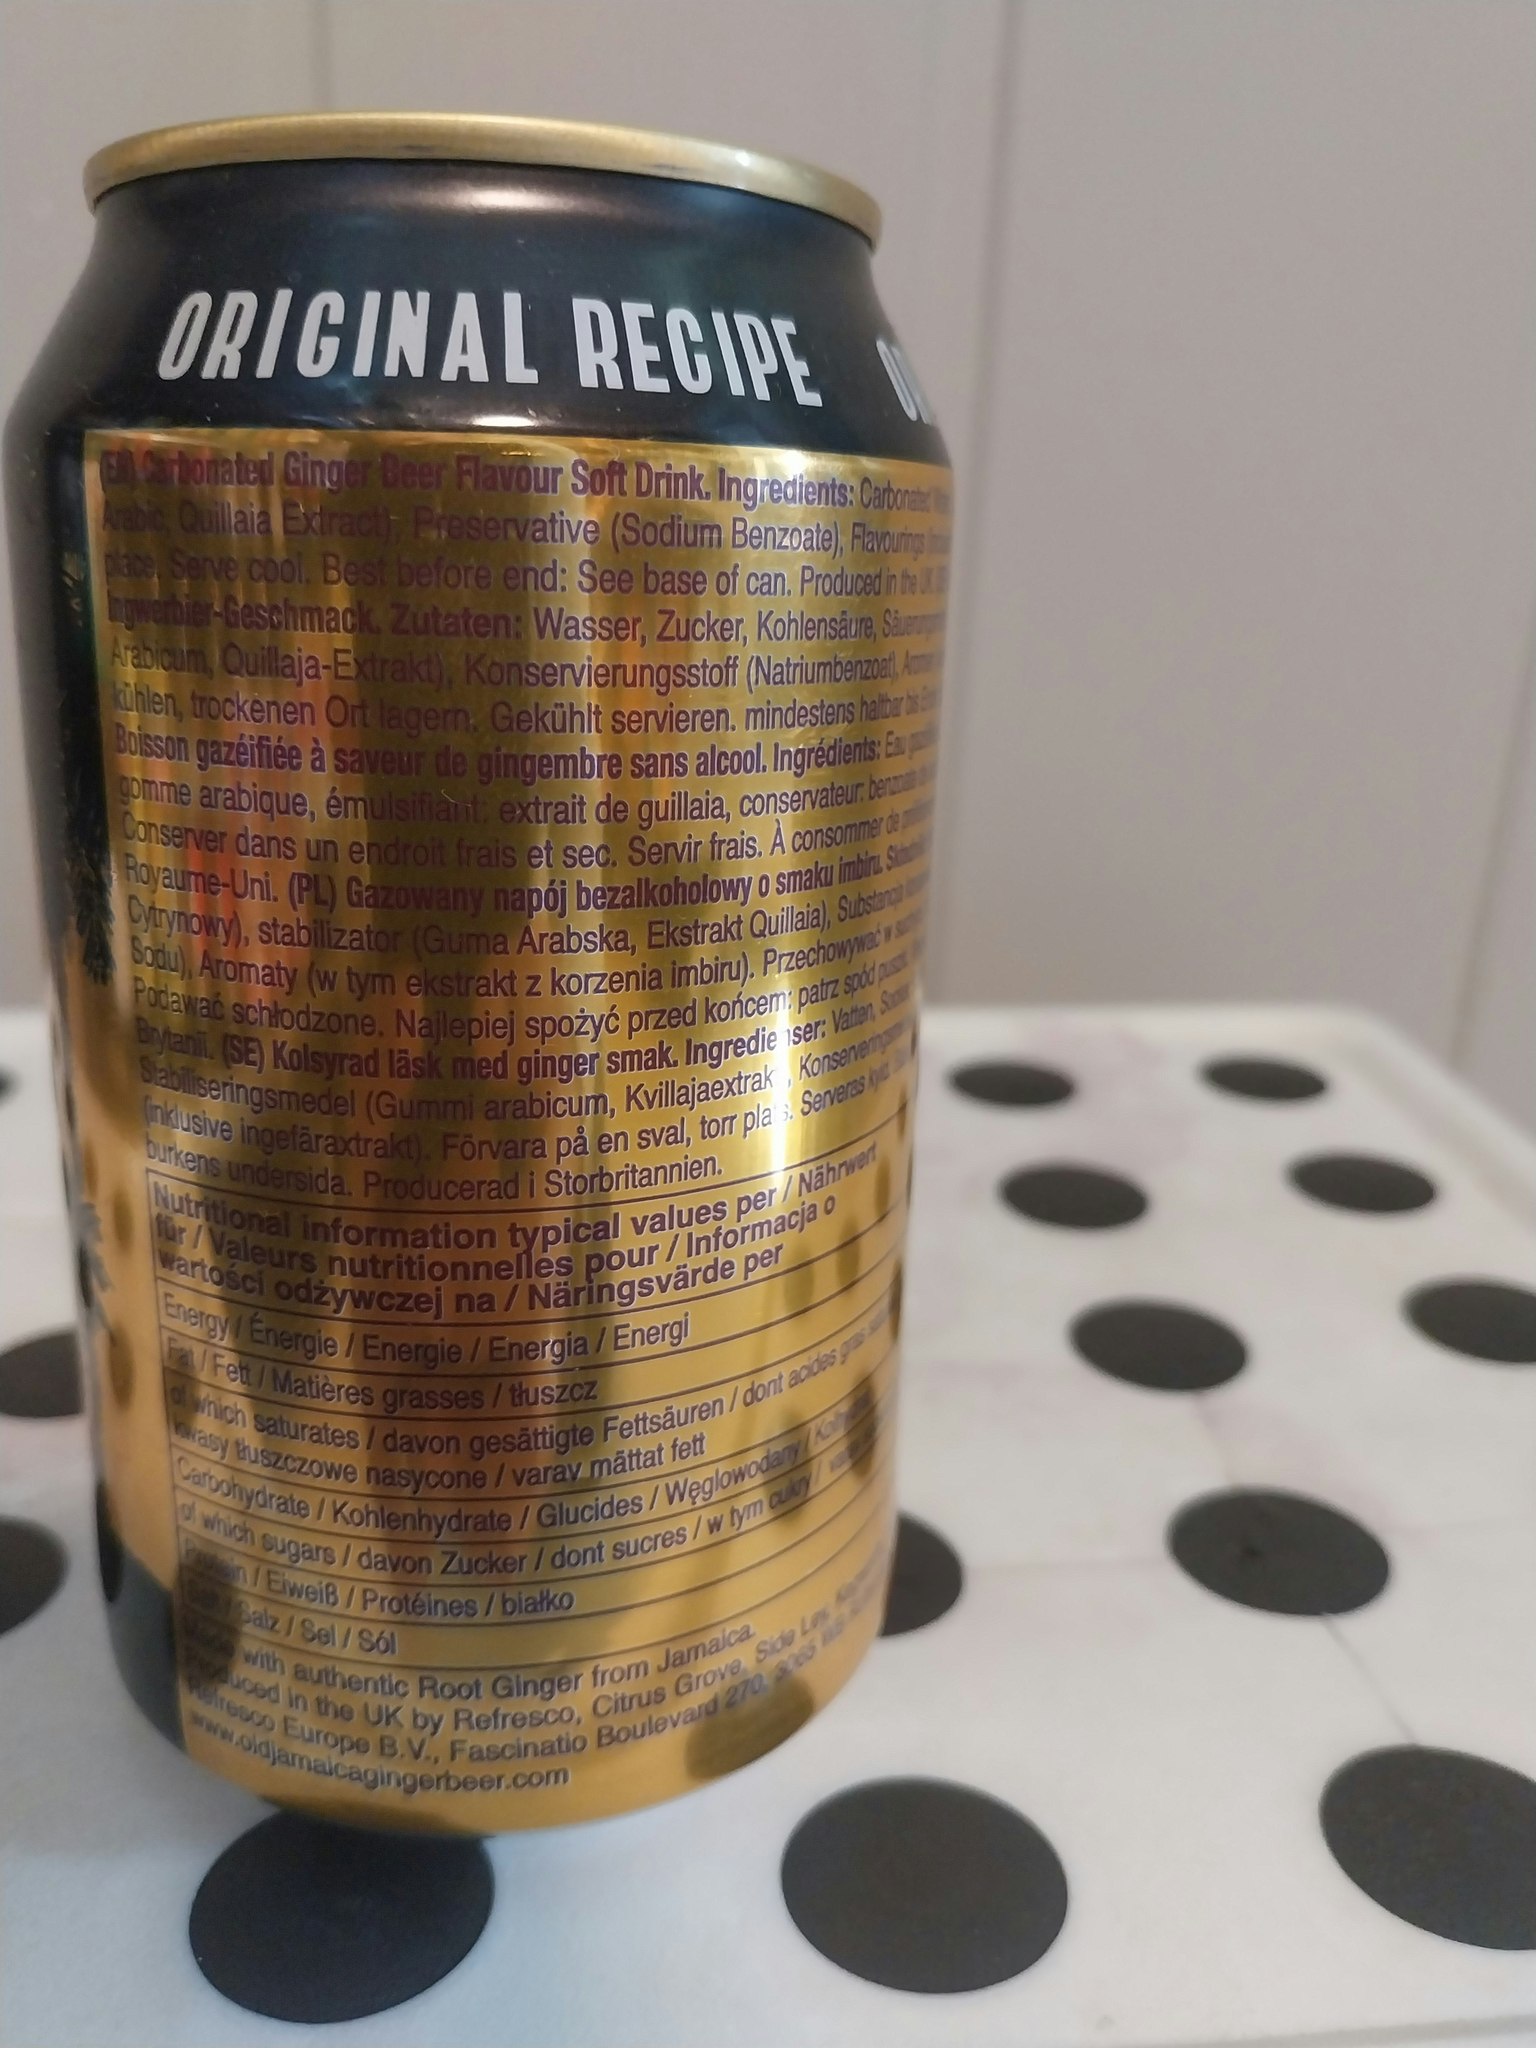 ORIGINAL RECIPE
(EN) Carbonated Ginger Beer Flavour Soft Drink. Ingredients: Carbonated
Arabic, Quillaia Extract), Preservative (Sodium Benzoate), Flavourings
place. Serve cool. Best before end: See base of can. Produced in the UK.
Ingwerbier-Geschmack. Zutaten: Wasser, Zucker, Kohlensäure,
Arabicum, Quillaja-Extrakt), Konservierungsstoff (Natriumbenzoat),
kühlen, trockenen Ort lagern. Gekühlt servieren. mindestens haltbar bis
Boisson gazéifiée à saveur de gingembre sans alcool. Ingrédients: Eau
gomme arabique, émulsifiant: extrait de guillaia, conservateur: benzoate
Conserver dans un endroit frais et sec. Servir frais. À consommer de
Royaume-Uni. (PL) Gazowany napój bezalkoholowy o smaku imbiru.
Cytrynowy), stabilizator (Guma Arabska, Ekstrakt Quillaia), Substancja
Sodu), Aromaty (w tym ekstrakt z korzenia imbiru). Przechowywać w
Podawać schłodzone. Najlepiej spożyć przed końcem: patrz spód puszki.
Brytanii. (SE) Kolsyrad läsk med ginger smak. Ingredienser: Vatten,
Stabiliseringsmedel (Gummi arabicum, Kvillajaextrakt),
(inklusive ingefäraxtrakt). Förvara på en sval, torr plats. Serveras kyld.
burkens undersida. Producerad i Storbritannien.
Nutritional information typical values per / Nährwert
für / Valeurs nutritionnelles pour / Informacja o
wartości odżywczej na / Näringsvärde per
Energy / Énergie / Energie / Energia / Energi
Fat / Fett / Matières grasses / tłuszcz
of which saturates / davon gesättigte Fettsäuren / dont acides gras
kwasy tłuszczowe nasycone / varav mättat fett
Carbohydrate / Kohlenhydrate / Glucides / Węglowodany /
of which sugars / davon Zucker / dont sucres / w tym cukry /
Protein / Eiweiß / Protéines / białko
Salt / Salz / Sel / Sól
Made with authentic Root Ginger from Jamaica.
Produced in the UK by Refresco, Citrus Grove, Side Ley,
Refresco Europe B.V., Fascinatio Boulevard 270, 3065
www.oldjamaicagingerbeer.com